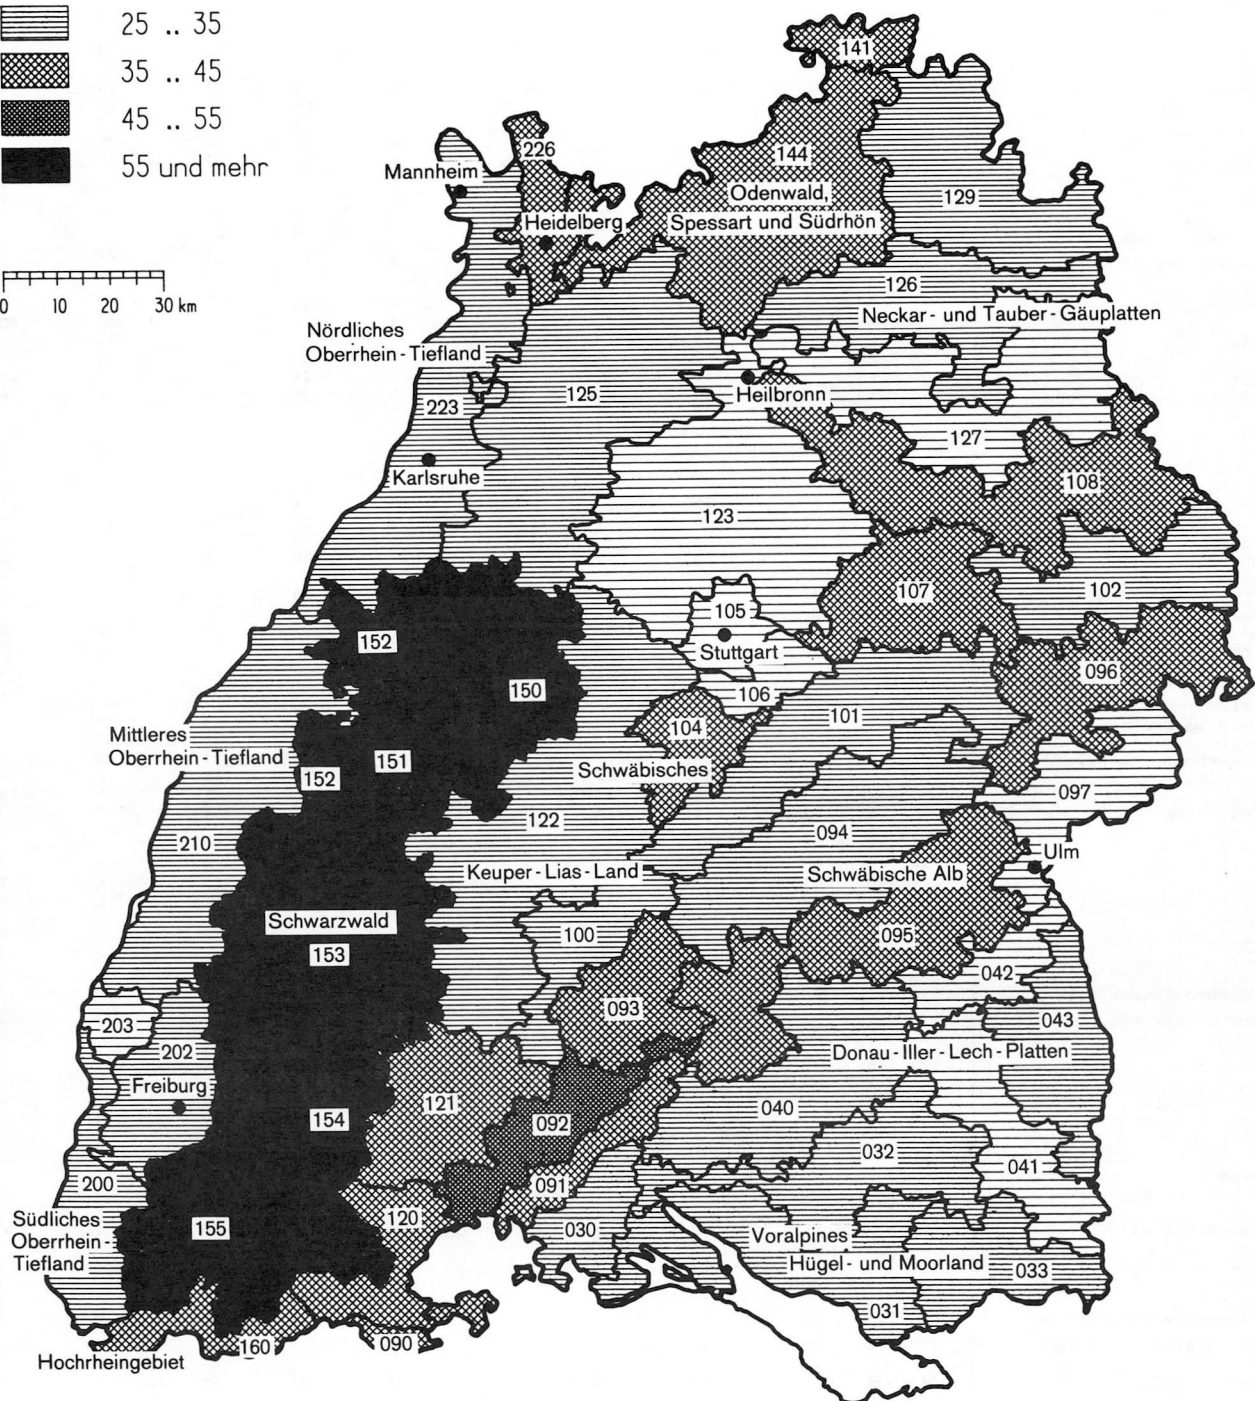 25 .. 35
35 .. 45
45 .. 55
55 und mehr
0 10 20 30 km
141
226
144
Mannheim
Odenwald,
129
Heidelberg
Spessart und Südrhön
126
Neckar- und Tauber-Gäuplatten
Nördliches
Oberrhein-Tiefland
125
Heilbronn
223
127
Karlsruhe
108
123
107
102
105
152
Stuttgart
096
150
106
104
101
Mittleres
Oberrhein-Tiefland
151
Schwäbisches
152
097
122
094
210
Ulm
Keuper-Lias-Land
Schwäbische Alb
Schwarzwald
100
095
153
042
093
203
043
202
Donau-Iller-Lech-Platten
Freiburg
121
040
154
092
032
041
200
091
Südliches
Oberrhein-
Tiefland
155
120
030
Voralpines
Hügel- und Moorland
033
031
160
090
Hochrheingebiet